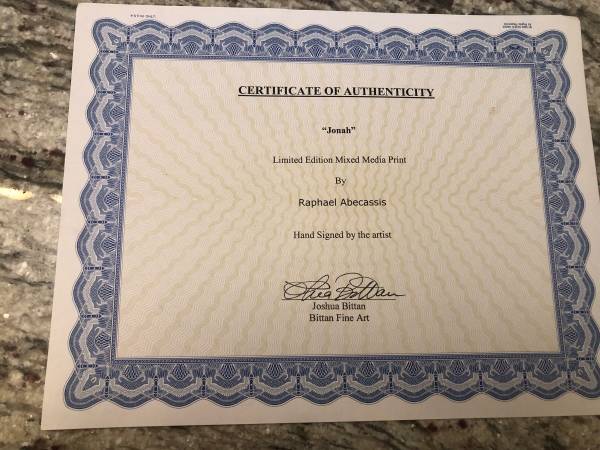 CERTIFICATE OF AUTHENTICITY
“Jonah”
Limited Edition Mixed Media Print
By
Raphael Abecassis
Hand Signed by the artist
Joshua Bittan
Bittan Fine Art